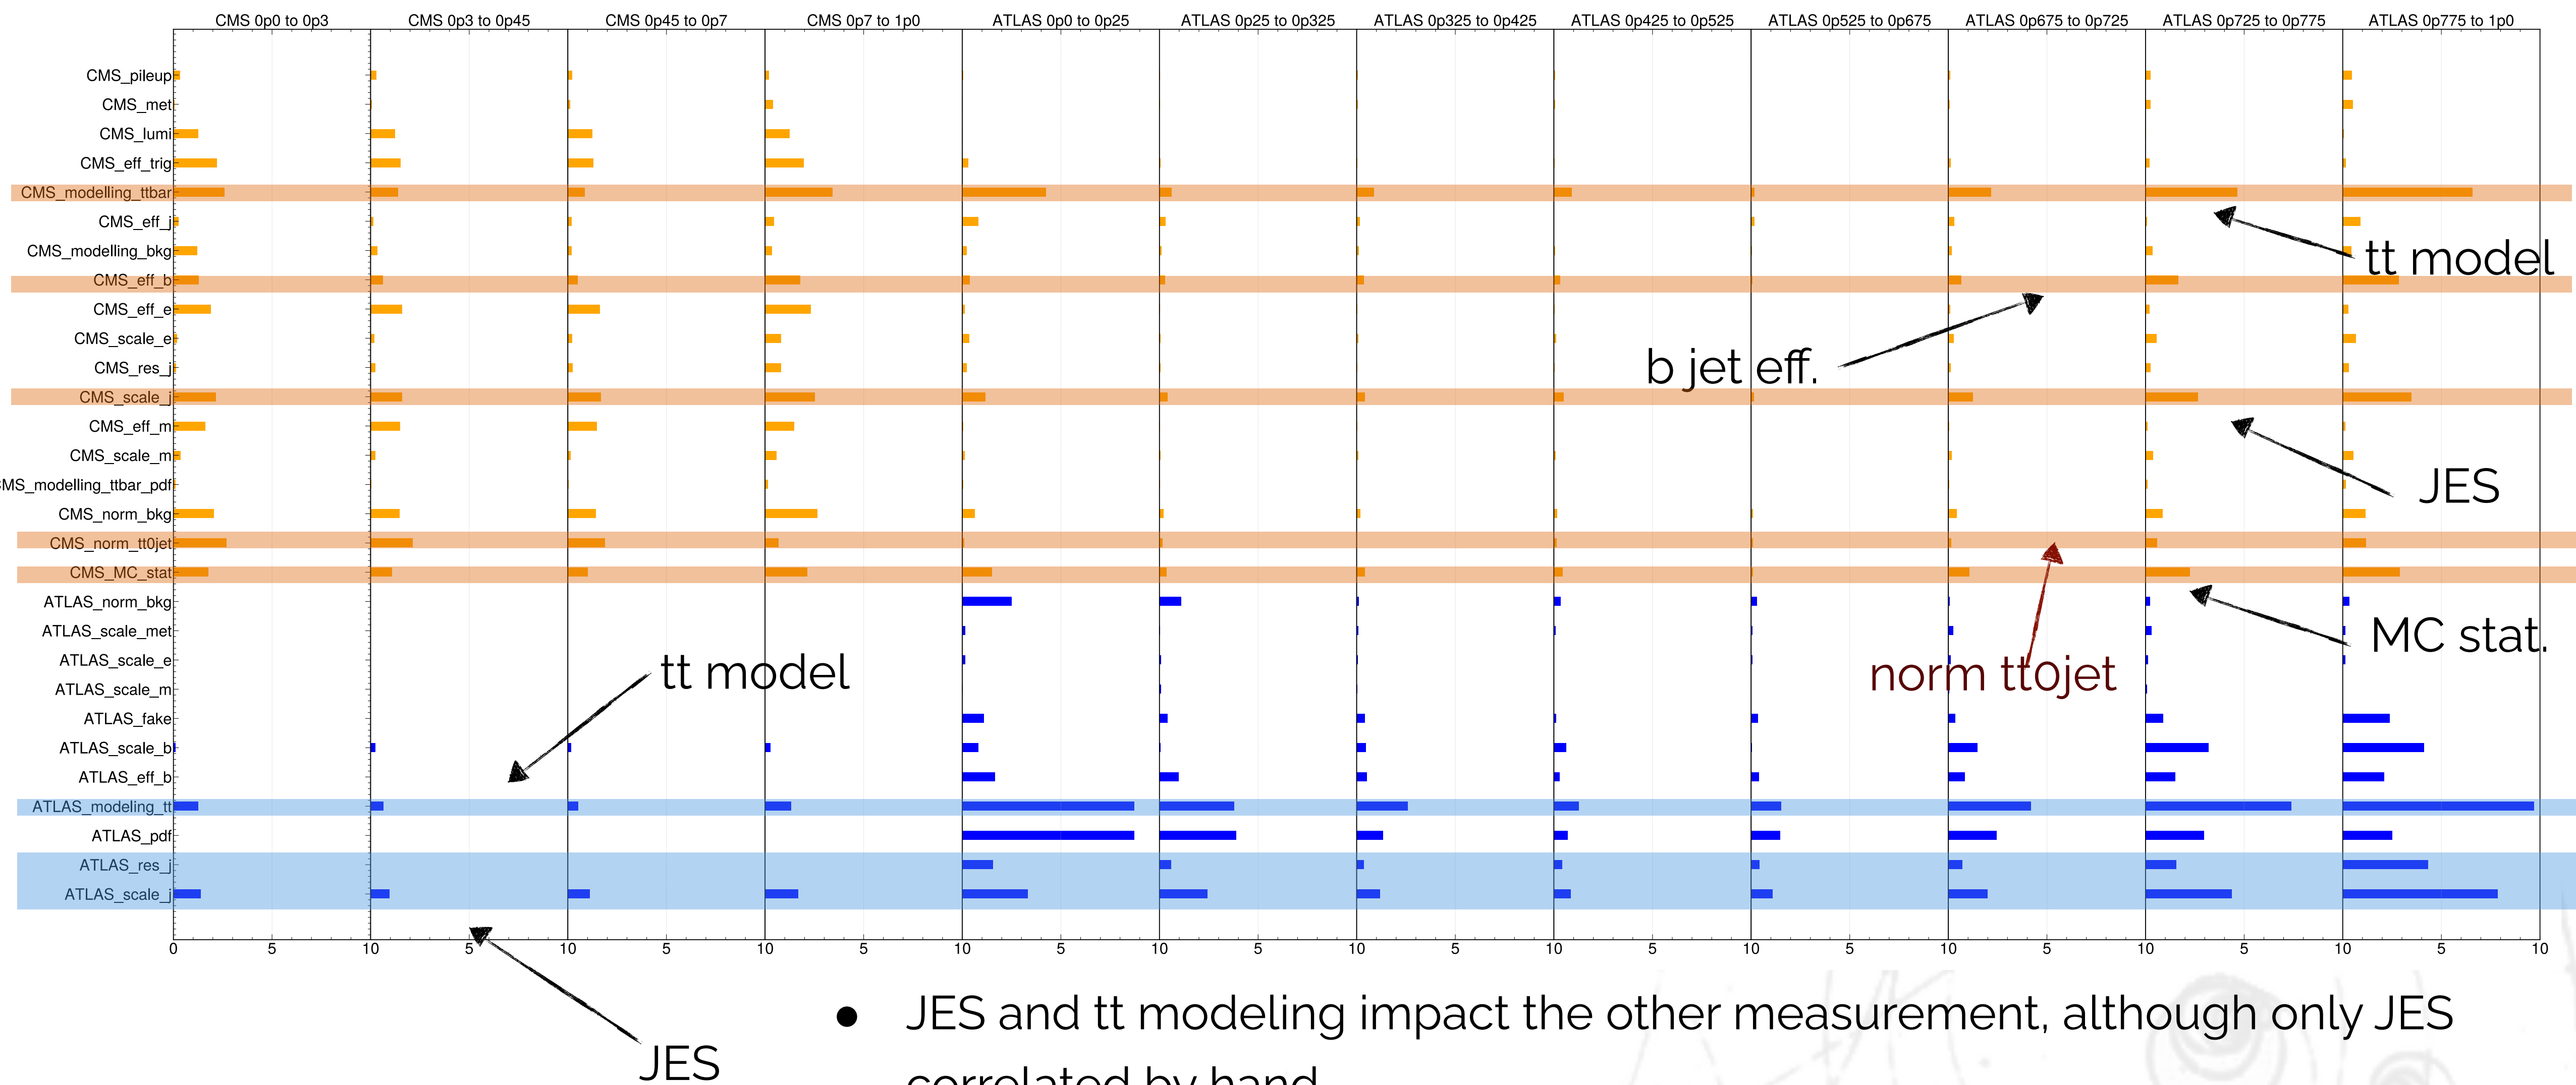 CMS 0p0 to 0p3 CMS 0p3 to 0p45 CMS 0p45 to 0p7 CMS 0p7 to 1p0 ATLAS 0p0 to 0p25 ATLAS 0p25 to 0p325 ATLAS 0p325 to 0p425 ATLAS 0p425 to 0p525 ATLAS 0p525 to 0p675 ATLAS 0p675 to 0p725 ATLAS 0p725 to 0p775 ATLAS 0p775 to 1p0
CMS_pileup
CMS_met
CMS_lumi
CMS_eff_trig
CMS_modelling_ttbar
CMS_eff_j
CMS_modelling_bkg
tt model
CMS_eff_b
CMS_eff_e
CMS_scale_e
CMS_res_j
b jet eff.
CMS_scale_j
CMS_eff_m
CMS_scale_m
CMS_modelling_ttbar_pdf
JES
CMS_norm_bkg
CMS_norm_tt0jet
CMS_MC_stat
ATLAS_norm_bkg
ATLAS_scale_met
MC stat.
ATLAS_scale_e
tt model
norm tt0jet
ATLAS_scale_m
ATLAS_fake
ATLAS_scale_b
ATLAS_eff_b
ATLAS_modeling_tt
ATLAS_pdf
ATLAS_res_j
ATLAS_scale_j
0 5 10 5 10 5 10 5 10 5 10 5 10 5 10 5 10 5 10 5 10 5 10 5 10
● JES and tt modeling impact the other measurement, although only JES
correlated by hand
JES